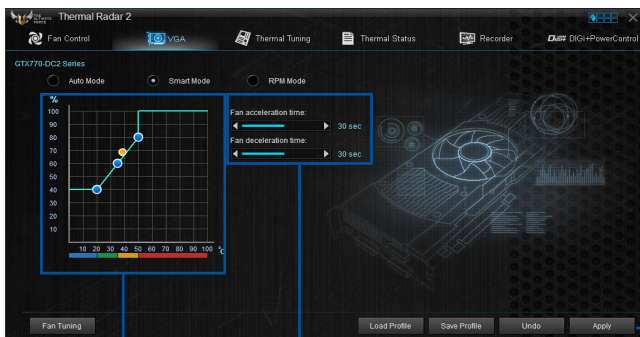 THE ULTIMATE FORCE Thermal Radar 2
Fan Control VGA Thermal Tuning Thermal Status Recorder DIGI+PowerControl
GTX770-DC2 Series
Auto Mode Smart Mode RPM Mode
%
100
90
80
70
60
50
40
30
20
10
10 20 30 40 50 60 70 80 90 100 °C
Fan acceleration time:
30 sec
Fan deceleration time:
30 sec
Fan Tuning Load Profile Save Profile Undo Apply